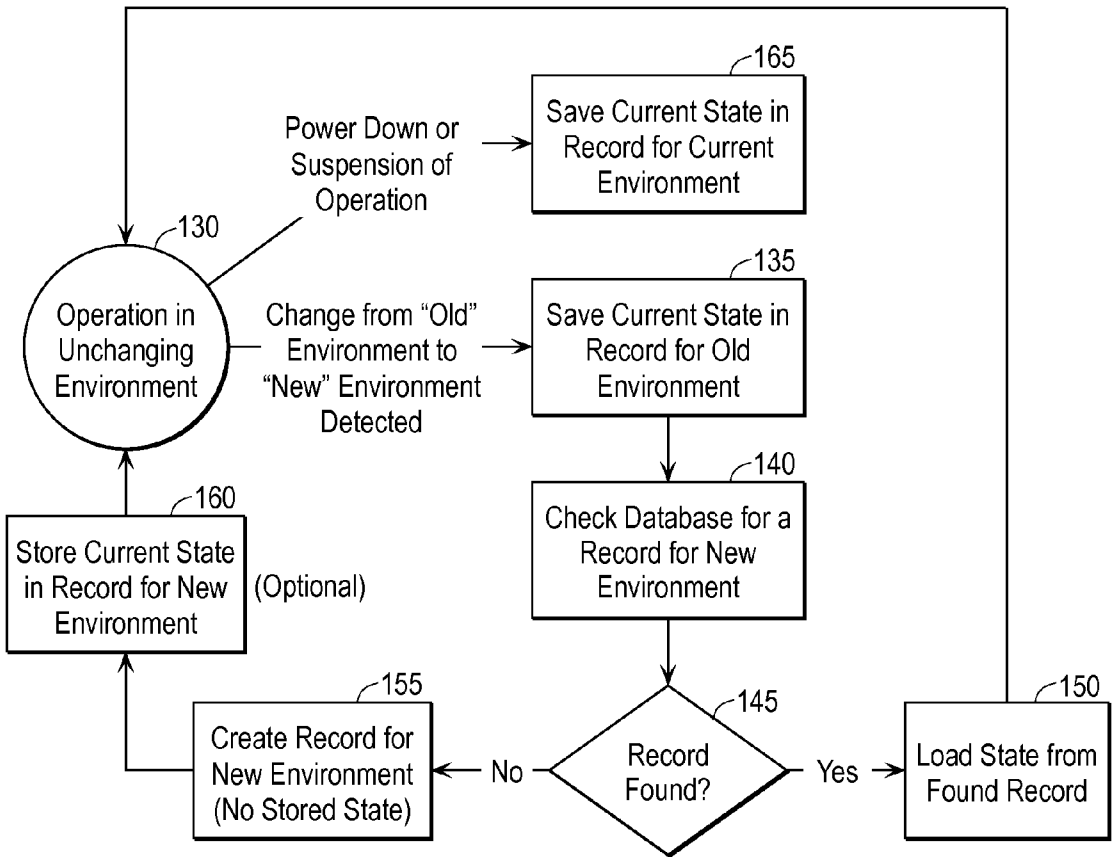 165
Save Current State in
Record for Current
Environment
Power Down or
Suspension of
Operation
130
Operation in
Unchanging
Environment
Change from “Old”
Environment to
“New” Environment
Detected
135
Save Current State in
Record for Old
Environment
140
Check Database for a
Record for New
Environment
160
Store Current State
in Record for New
Environment
(Optional)
155
Create Record for
New Environment
(No Stored State)
No
145
Record
Found?
Yes
150
Load State from
Found Record